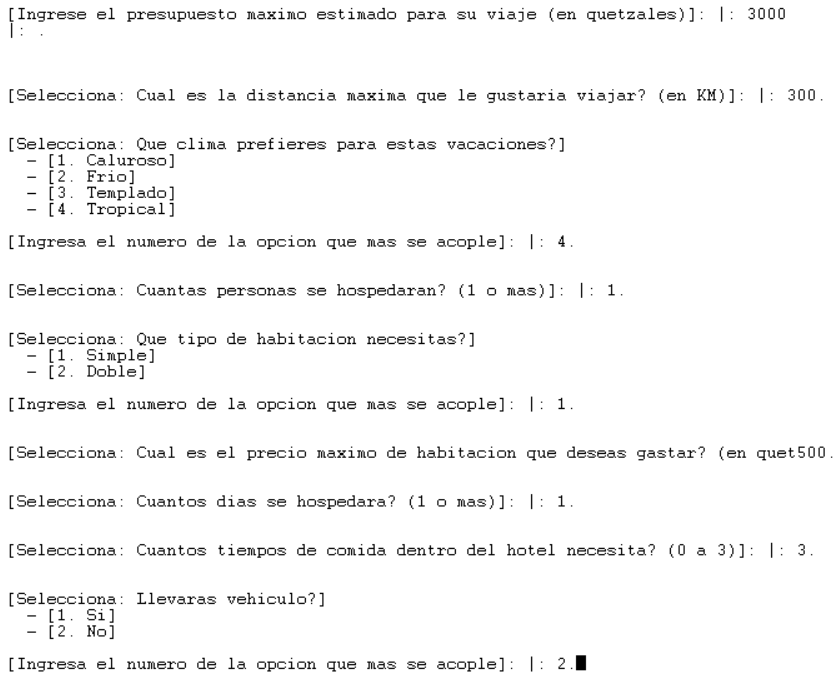 [Ingrese el presupuesto maximo estimado para su viaje (en quetzales)]: |: 3000
|: .
[Selecciona: Cual es la distancia maxima que le gustaria viajar? (en KM)]: |: 300.
[Selecciona: Que clima prefieres para estas vacaciones?]
- [1. Caluroso]
- [2. Frio]
- [3. Templado]
- [4. Tropical]
[Ingresa el numero de la opcion que mas se acople]: |: 4.
[Selecciona: Cuantas personas se hospedaran? (1 o mas)]: |: 1.
[Selecciona: Que tipo de habitacion necesitas?]
- [1. Simple]
- [2. Doble]
[Ingresa el numero de la opcion que mas se acople]: |: 1.
[Selecciona: Cual es el precio maximo de habitacion que deseas gastar? (en quet500.
[Selecciona: Cuantos dias se hospedara? (1 o mas)]: |: 1.
[Selecciona: Cuantos tiempos de comida dentro del hotel necesita? (0 a 3)]: |: 3.
[Selecciona: Llevaras vehiculo?]
- [1. Si]
- [2. No]
[Ingresa el numero de la opcion que mas se acople]: |: 2.